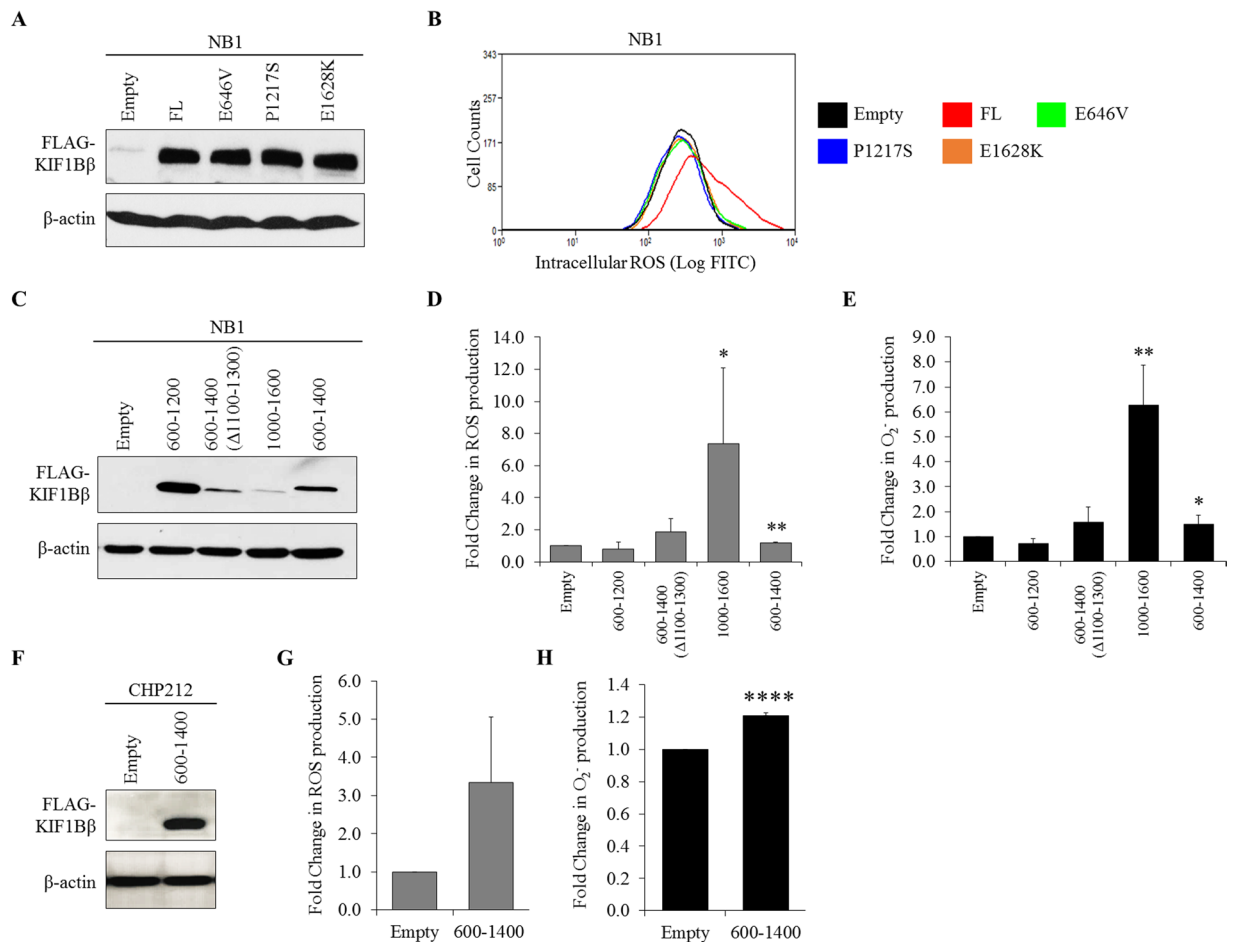 A
NB1
Empty
FL
E646V
P1217S
E1628K
FLAG-
KIF1Bβ
β-actin
B
NB1
Cell Counts
343
257
171
85
0
10⁰
10¹
10²
10³
10⁴
Intracellular ROS (Log FITC)
Empty
FL
E646V
P1217S
E1628K
C
NB1
Empty
600-1200
600-1400
(Δ1100-1300)
1000-1600
600-1400
FLAG-
KIF1Bβ
β-actin
D
Fold Change in ROS production
14.0
12.0
10.0
8.0
6.0
4.0
2.0
0.0
*
**
Empty
600-1200
600-1400
(Δ1100-1300)
1000-1600
600-1400
E
Fold Change in O₂⁻ production
9.0
8.0
7.0
6.0
5.0
4.0
3.0
2.0
1.0
0.0
**
*
Empty
600-1200
600-1400
(Δ1100-1300)
1000-1600
600-1400
F
CHP212
Empty
600-1400
FLAG-
KIF1Bβ
β-actin
G
Fold Change in ROS production
6.0
5.0
4.0
3.0
2.0
1.0
0.0
Empty
600-1400
H
Fold Change in O₂⁻ production
1.4
1.2
1.0
0.8
0.6
0.4
0.2
0.0
****
Empty
600-1400